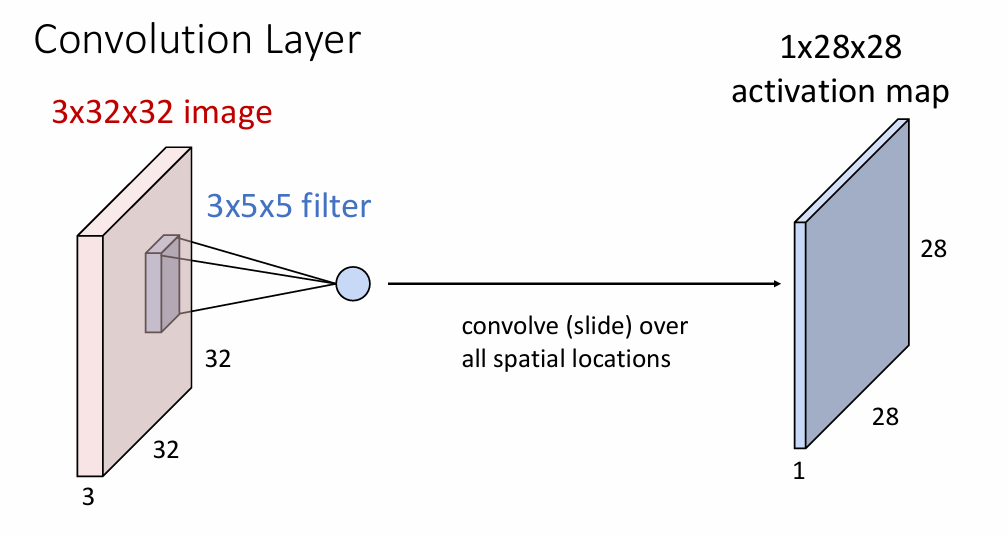 Convolution Layer
3x32x32 image
3x5x5 filter
32
32
3
convolve (slide) over
all spatial locations
1x28x28
activation map
28
28
1